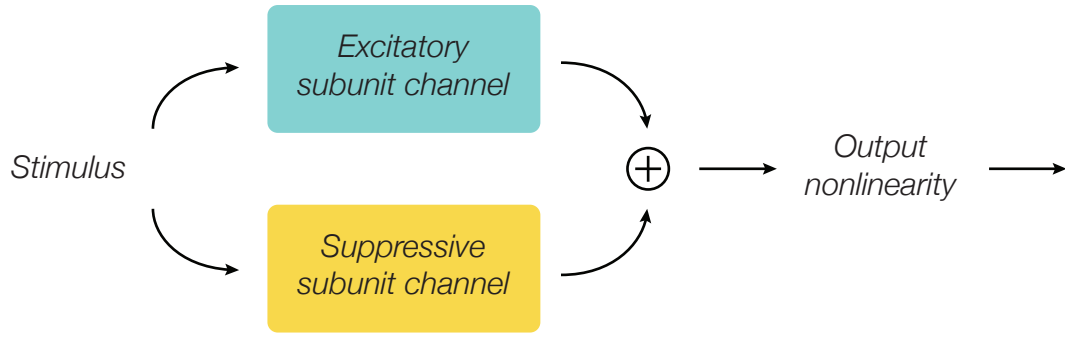 Excitatory
subunit channel
Stimulus
Output
nonlinearity
Suppressive
subunit channel